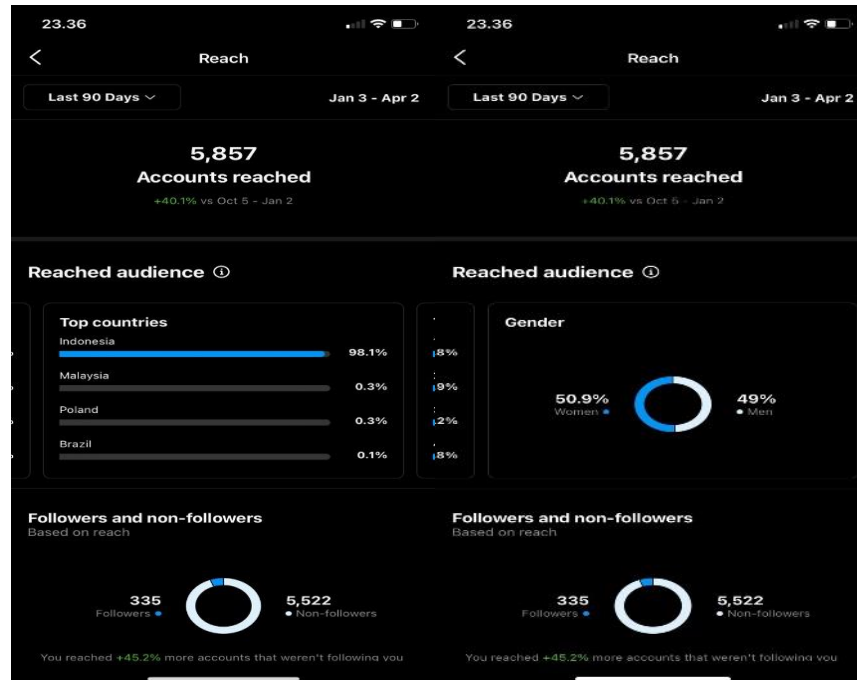 23.36
Reach
Last 90 Days
Jan 3 - Apr 2
5,857
Accounts reached
+40.1% vs Oct 5 - Jan 2
Reached audience
Top countries
Indonesia
98.1%
Malaysia
0.3%
Poland
0.3%
Brazil
0.1%
Followers and non-followers
Based on reach
335
Followers
5,522
Non-followers
You reached +45.2% more accounts that weren't following you
23.36
Reach
Last 90 Days
Jan 3 - Apr 2
5,857
Accounts reached
+40.1% vs Oct 5 - Jan 2
Reached audience
8%
9%
2%
8%
Gender
50.9%
Women
49%
Men
Followers and non-followers
Based on reach
335
Followers
5,522
Non-followers
You reached +45.2% more accounts that weren't following you